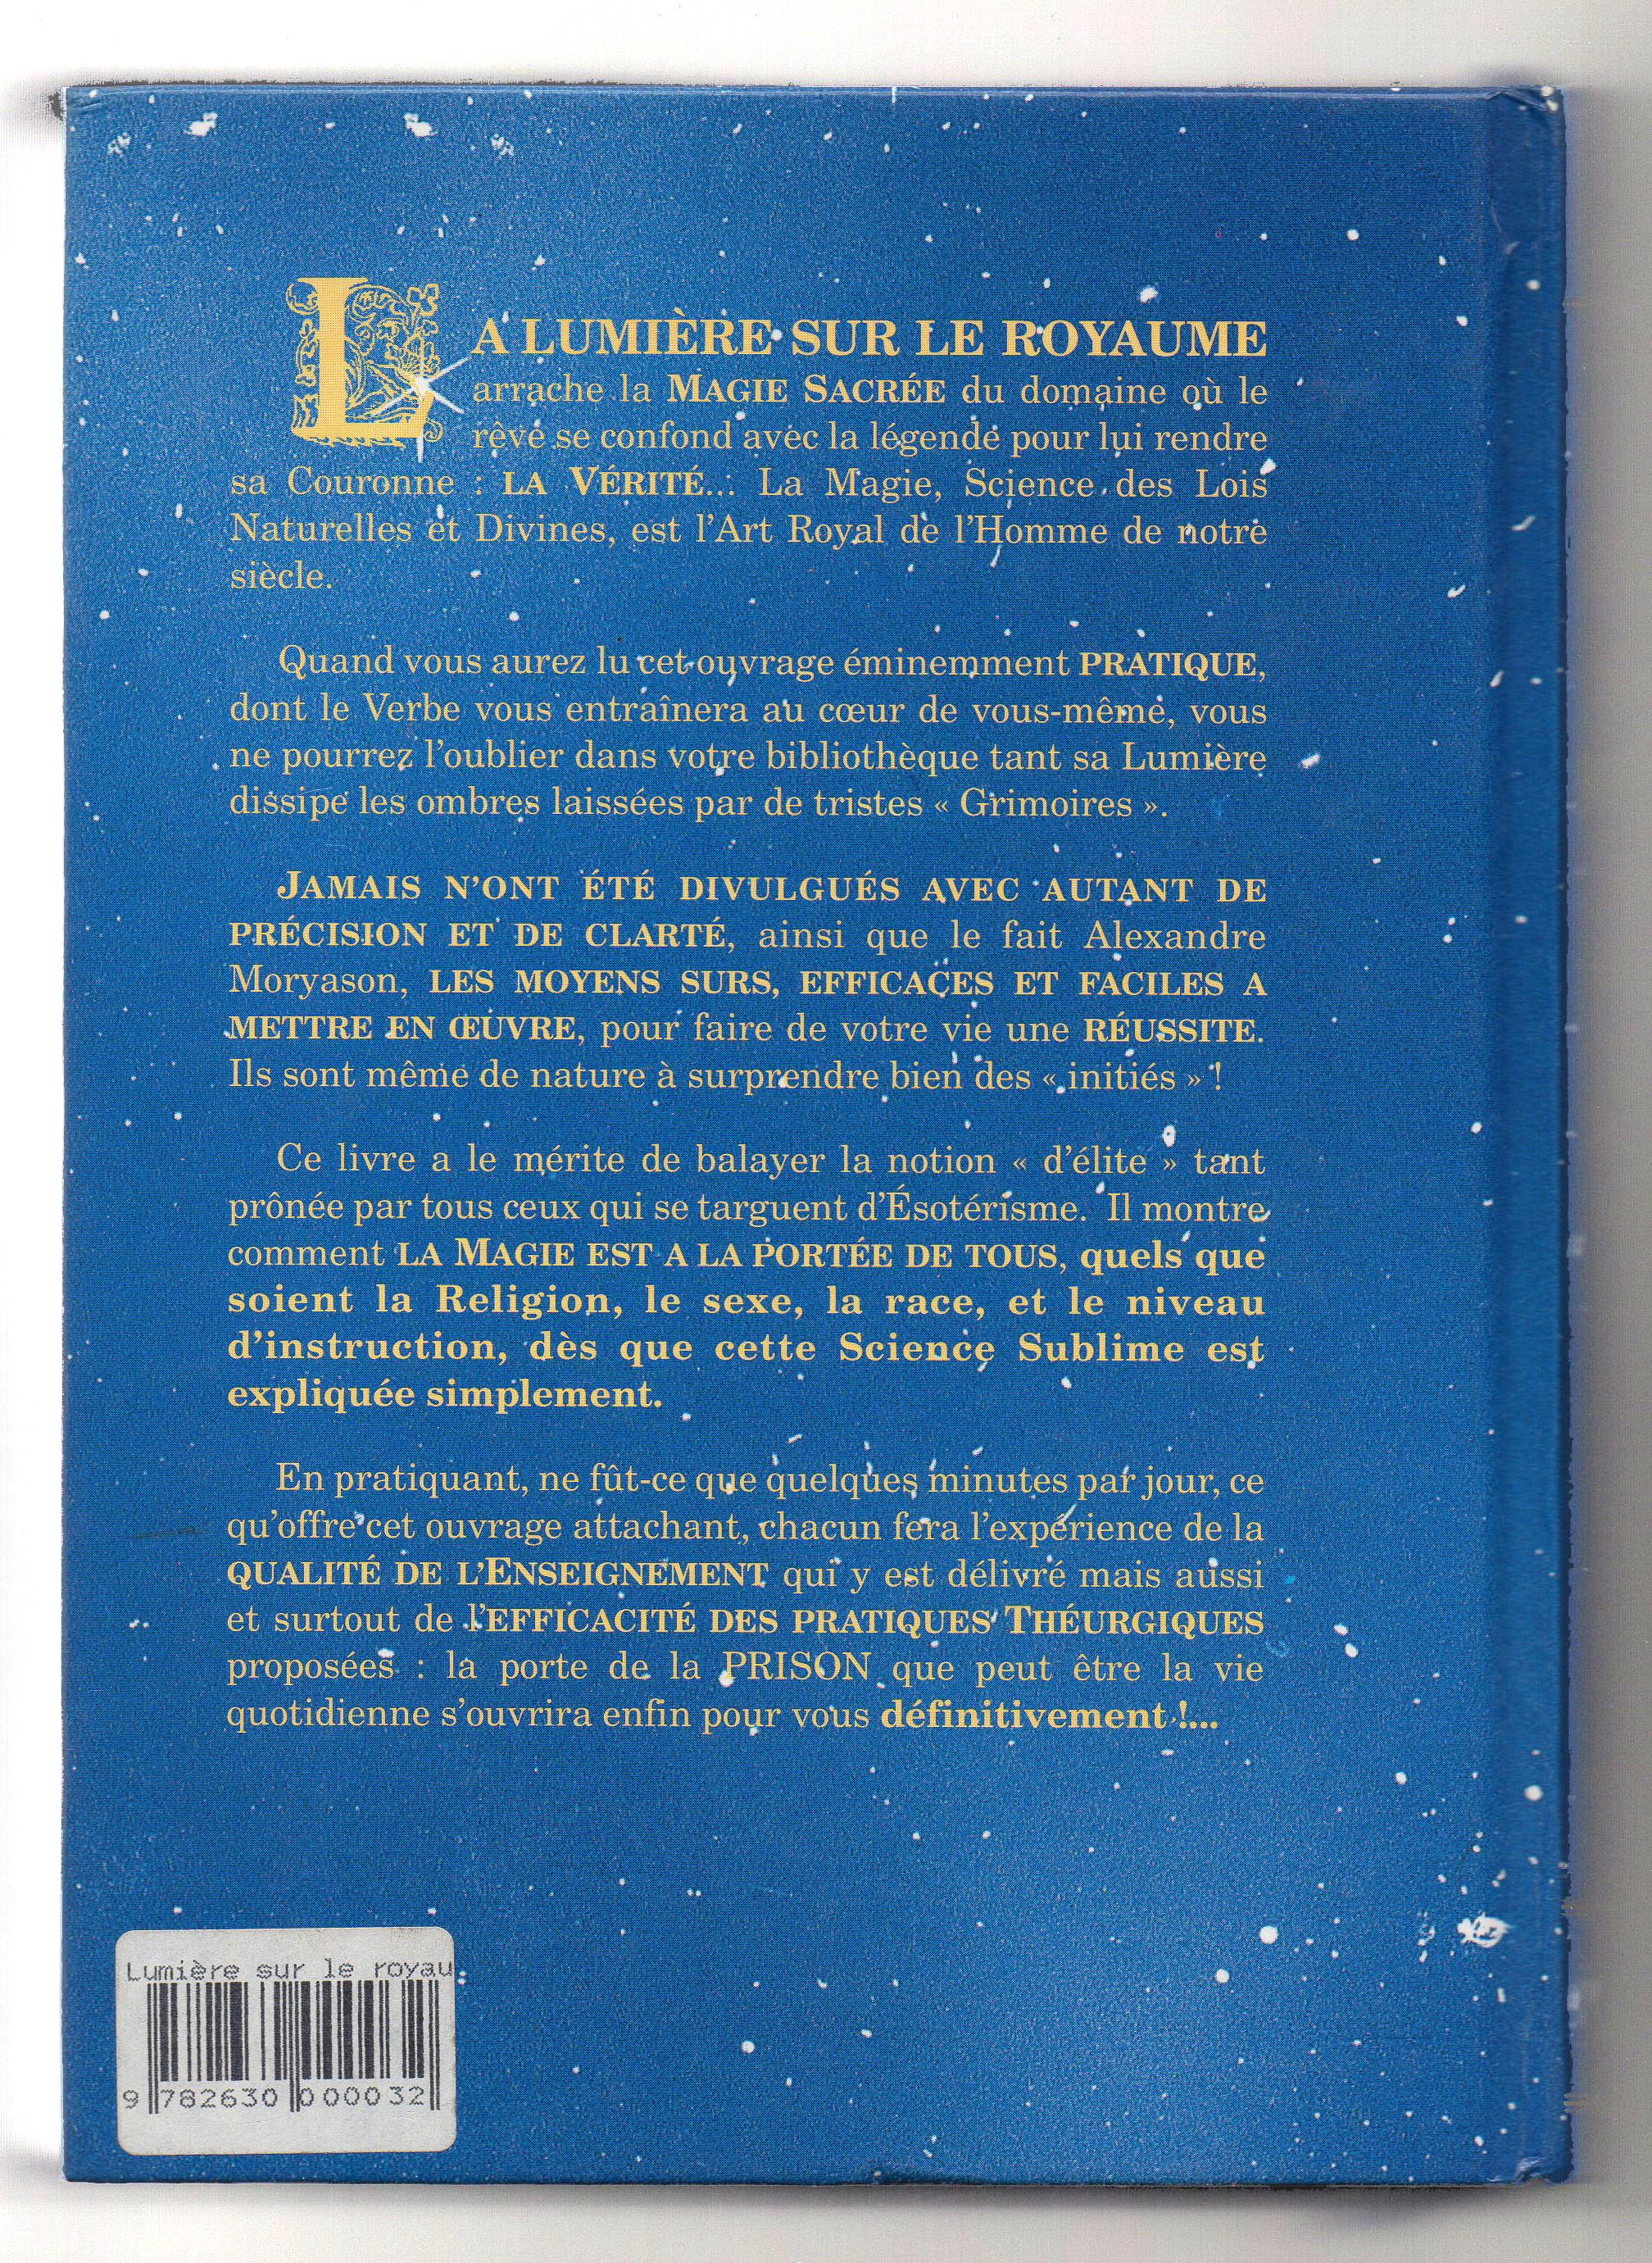 LA LUMIÈRE SUR LE ROYAUME
arrache la MAGIE SACRÉE du domaine où le
rêve se confond avec la légende pour lui rendre
sa Couronne : LA VÉRITÉ... La Magie, Science des Lois
Naturelles et Divines, est l'Art Royal de l'Homme de notre
siècle.
Quand vous aurez lu cet ouvrage éminemment PRATIQUE,
dont le Verbe vous entraînera au cœur de vous-même, vous
ne pourrez l'oublier dans votre bibliothèque tant sa Lumière
dissipe les ombres laissées par de tristes « Grimoires ».
JAMAIS N'ONT ÉTÉ DIVULGUÉS AVEC AUTANT DE
PRÉCISION ET DE CLARTÉ, ainsi que le fait Alexandre
Moryason, LES MOYENS SURS, EFFICACES ET FACILES A
METTRE EN ŒUVRE, pour faire de votre vie une RÉUSSITE.
Ils sont même de nature à surprendre bien des « initiés » !
Ce livre a le mérite de balayer la notion « d'élite » tant
prônée par tous ceux qui se targuent d'Ésotérisme. Il montre
comment LA MAGIE EST A LA PORTÉE DE TOUS, quels que
soient la Religion, le sexe, la race, et le niveau
d'instruction, dès que cette Science Sublime est
expliquée simplement.
En pratiquant, ne fût-ce que quelques minutes par jour, ce
qu'offre cet ouvrage attachant, chacun fera l'expérience de la
QUALITÉ DE L'ENSEIGNEMENT qui y est délivré mais aussi
et surtout de l'EFFICACITÉ DES PRATIQUES THÉURGIQUES
proposées : la porte de la PRISON que peut être la vie
quotidienne s'ouvrira enfin pour vous définitivement !...
Lumière sur le royau
9 782630 000032